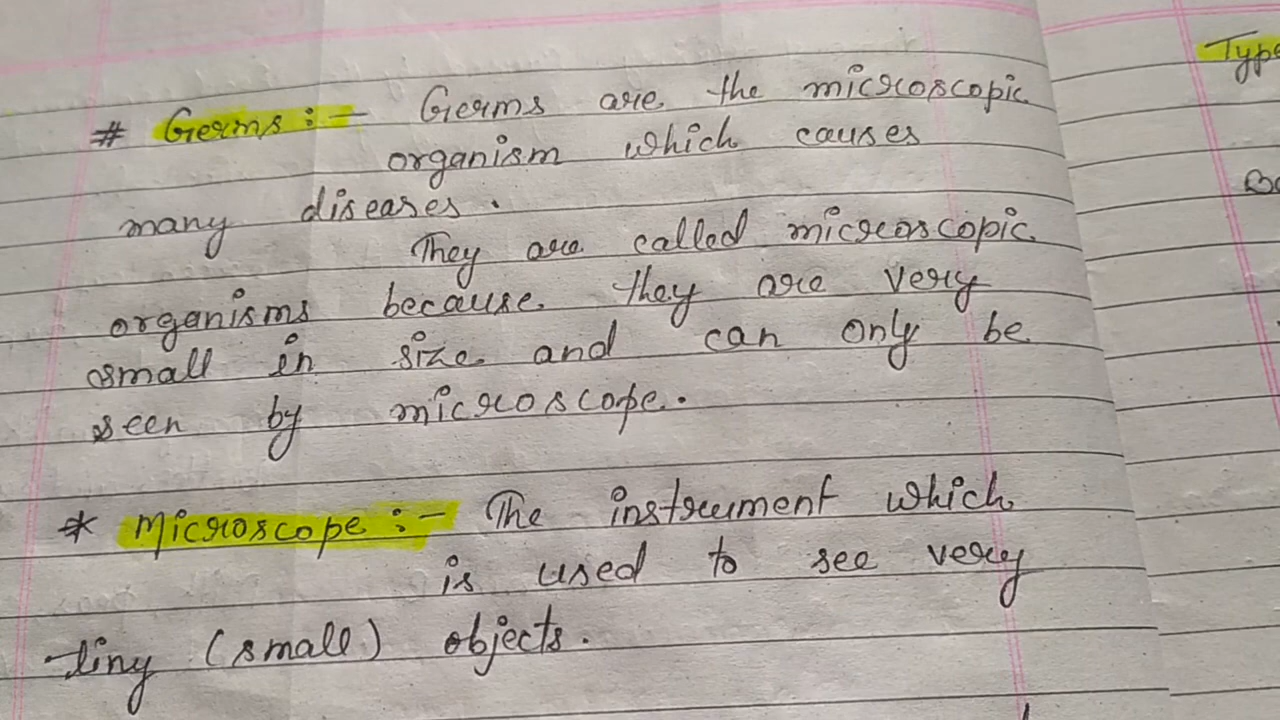 # Germs :- Germs are the microscopic
organism which causes
many diseases.
They are called microscopic
organisms because they are very
small in size and can only be
seen by microscope.
* Microscope :- The instrument which
is used to see very
tiny (small) objects.